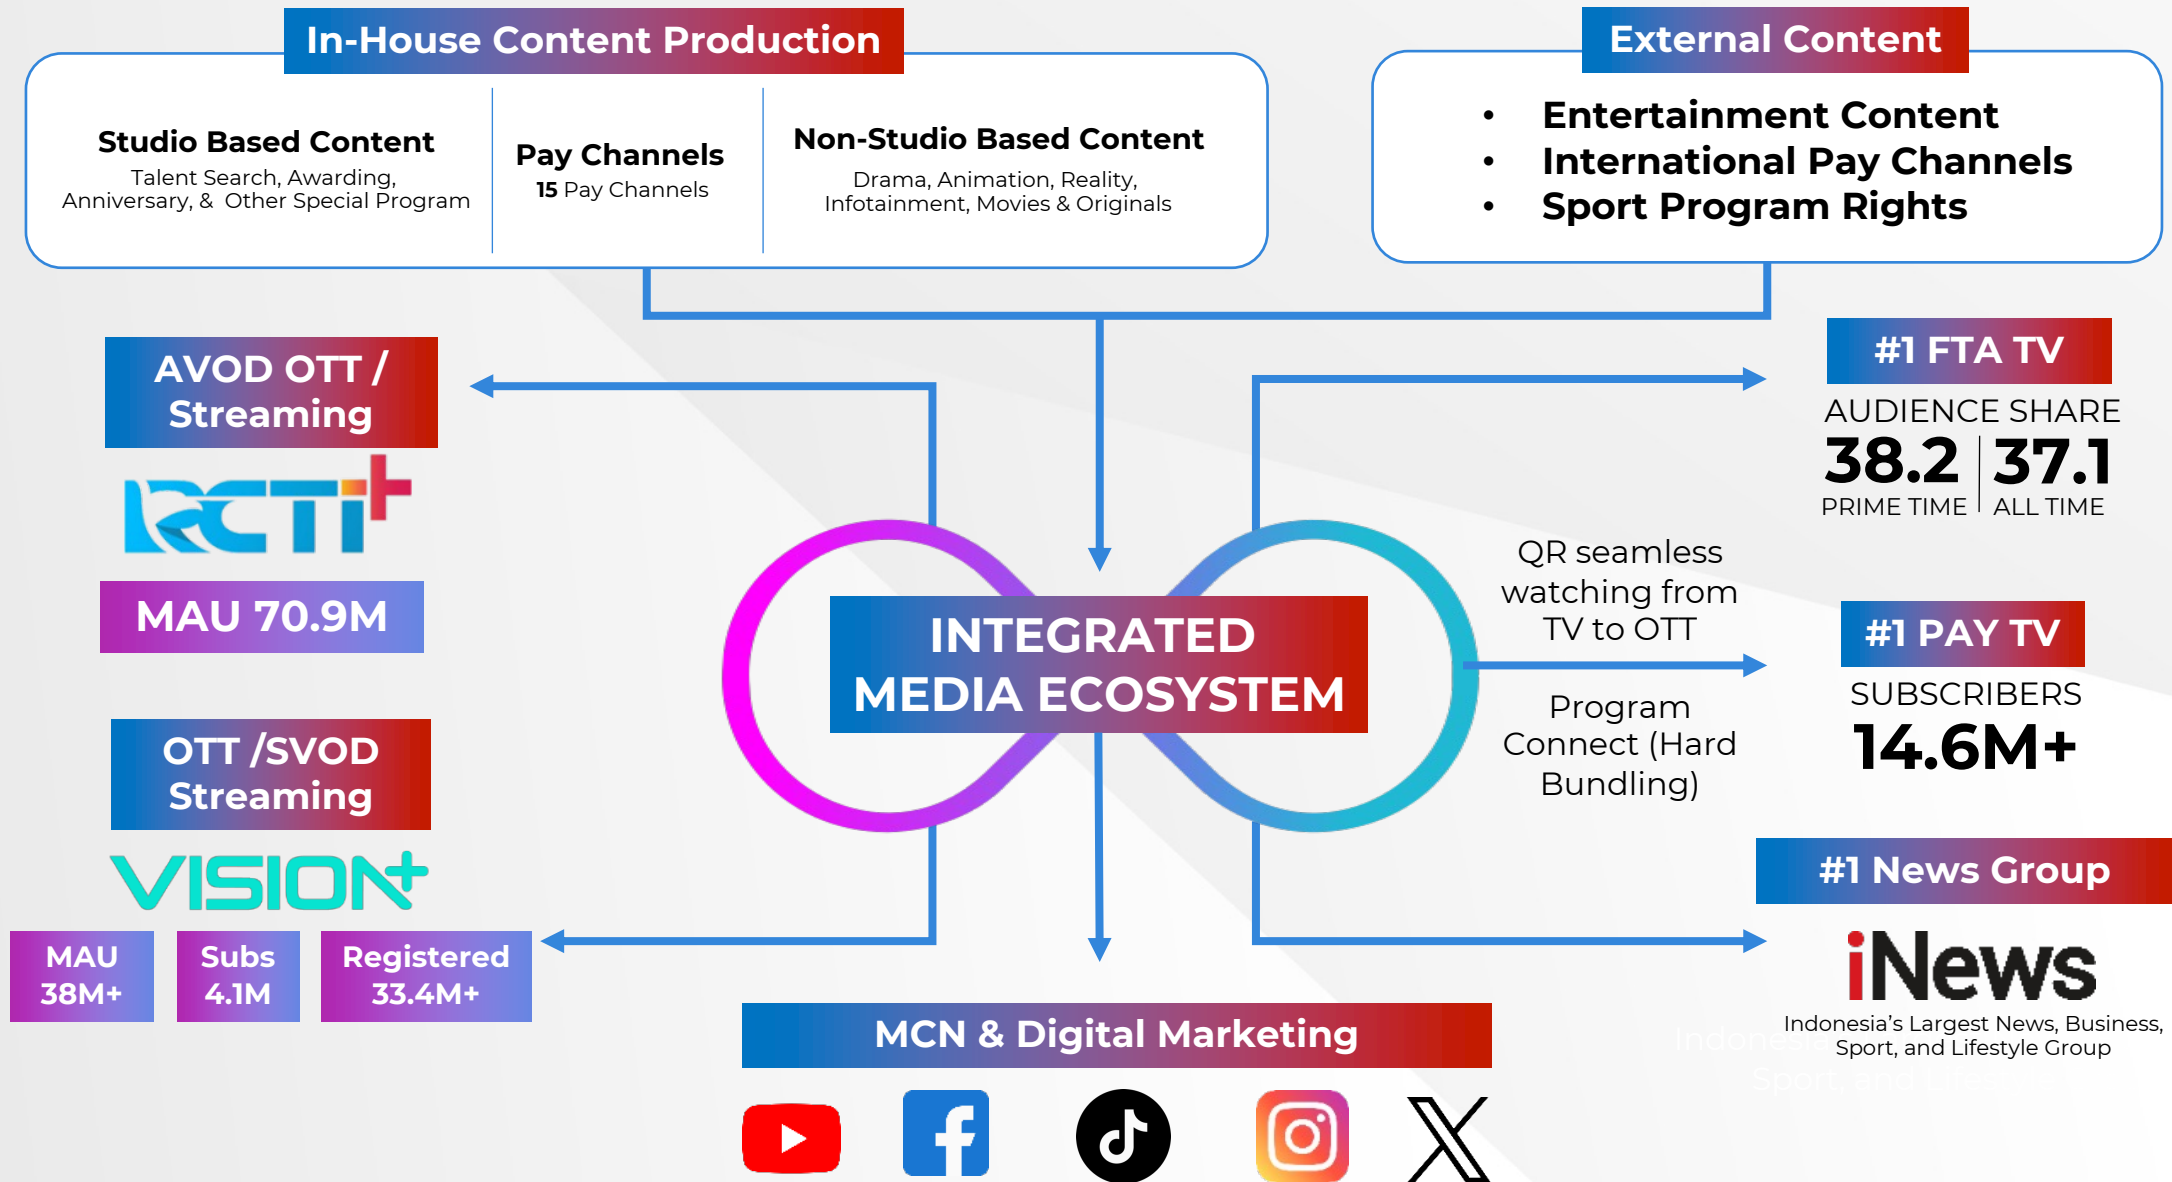 In-House Content Production
External Content
Studio Based Content
Talent Search, Awarding,
Anniversary, & Other Special Program
Pay Channels
15 Pay Channels
Non-Studio Based Content
Drama, Animation, Reality,
Infotainment, Movies & Originals
• Entertainment Content
• International Pay Channels
• Sport Program Rights
AVOD OTT /
Streaming
RCTI+
MAU 70.9M
OTT /SVOD
Streaming
VISION+
MAU
38M+
Subs
4.1M
Registered
33.4M+
INTEGRATED
MEDIA ECOSYSTEM
QR seamless
watching from
TV to OTT
Program
Connect (Hard
Bundling)
#1 FTA TV
AUDIENCE SHARE
38.2 37.1
PRIME TIME ALL TIME
#1 PAY TV
SUBSCRIBERS
14.6M+
#1 News Group
iNews
Indonesia's Largest News, Business,
Sport, and Lifestyle Group
MCN & Digital Marketing